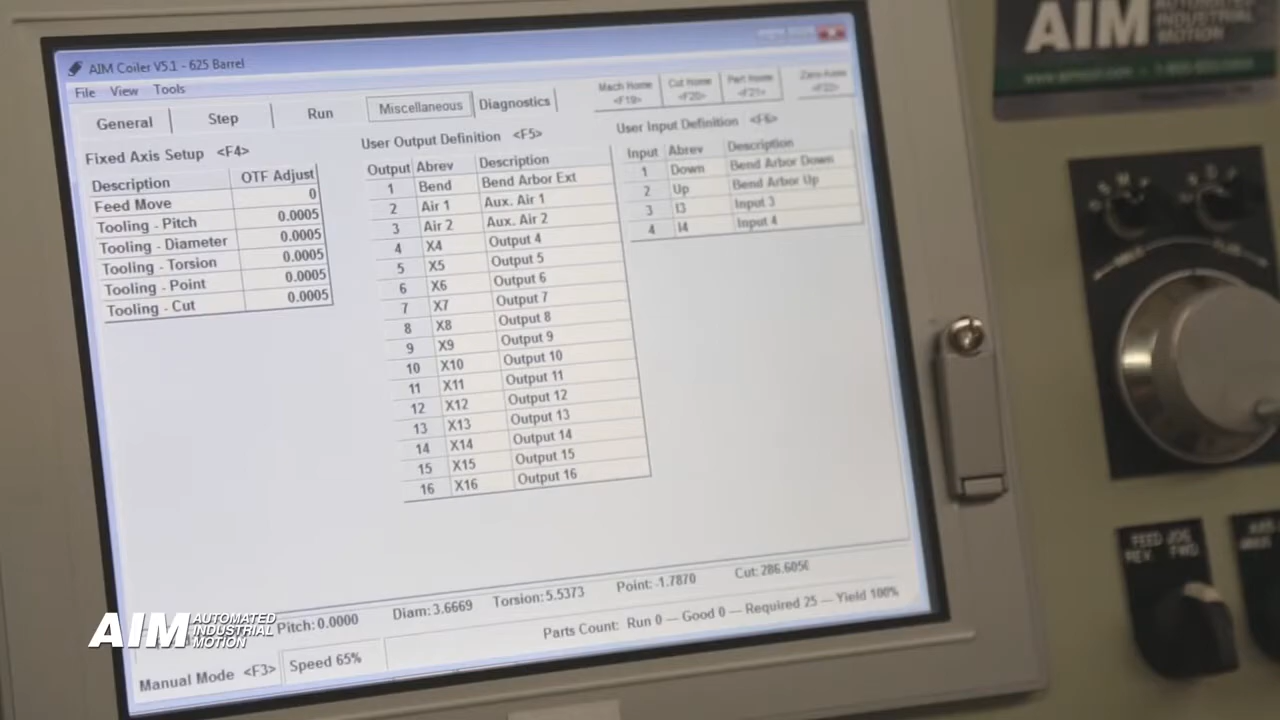 AIM AUTOMATED INDUSTRIAL MOTION
AIM Coiler V5.1 - 625 Barrel
File View Tools
General Step Run Miscellaneous Diagnostics
Mach Home <F19> Cut Home <F20> Part Home <F21>
Fixed Axis Setup <F4>
Description OTF Adjust
Feed Move 0
Tooling - Pitch 0.0005
Tooling - Diameter 0.0005
Tooling - Torsion 0.0005
Tooling - Point 0.0005
Tooling - Cut 0.0005
User Output Definition <F5>
Output Abrev Description
1 Bend Bend Arbor Ext
2 Air 1 Aux. Air 1
3 Air 2 Aux. Air 2
4 X4 Output 4
5 X5 Output 5
6 X6 Output 6
7 X7 Output 7
8 X8 Output 8
9 X9 Output 9
10 X10 Output 10
11 X11 Output 11
12 X12 Output 12
13 X13 Output 13
14 X14 Output 14
15 X15 Output 15
16 X16 Output 16
User Input Definition <F6>
Input Abrev Description
1 Down Bend Arbor Down
2 Up Bend Arbor Up
3 I3 Input 3
4 I4 Input 4
Pitch: 0.0000 Diam: 3.6669 Torsion: 5.5373 Point: -1.7870 Cut: 286.6056
Parts Count: Run 0 — Good 0 — Required 25 — Yield 100%
Manual Mode <F3> Speed 65%
FEED JOG
REV FWD
AIM AUTOMATED
INDUSTRIAL
MOTION